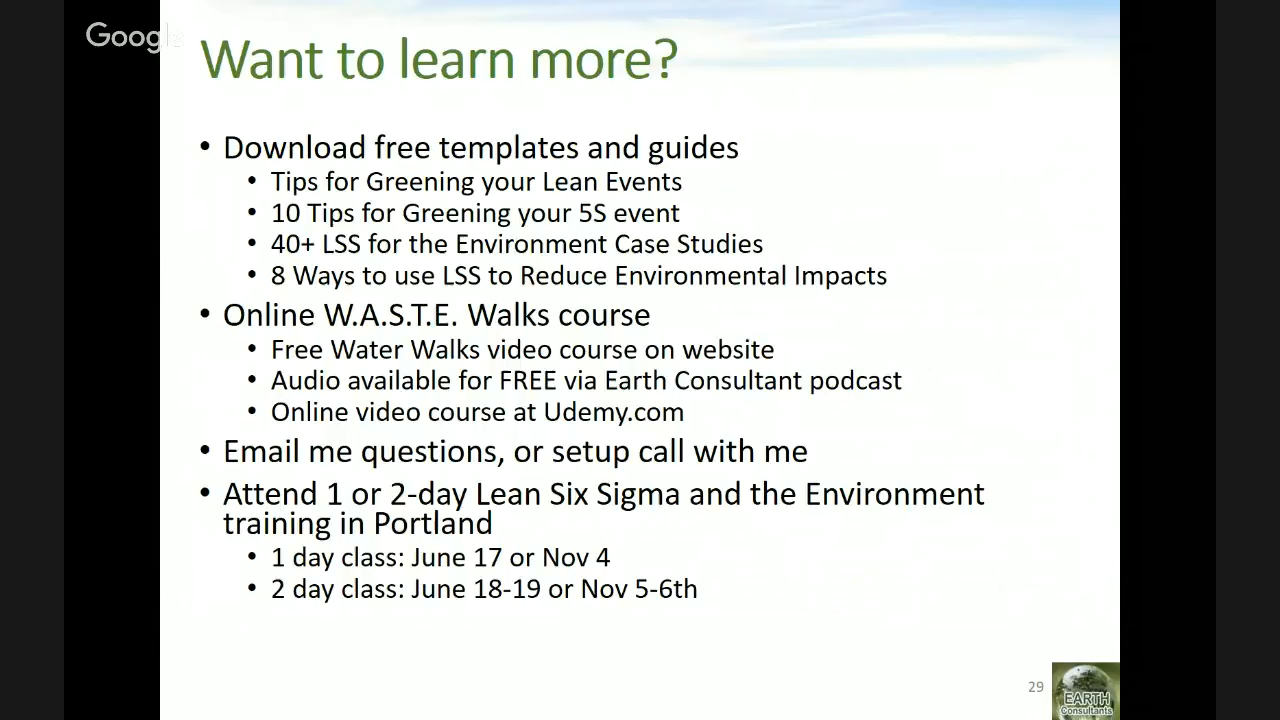 Google
Want to learn more?
• Download free templates and guides
• Tips for Greening your Lean Events
• 10 Tips for Greening your 5S event
• 40+ LSS for the Environment Case Studies
• 8 Ways to use LSS to Reduce Environmental Impacts
• Online W.A.S.T.E. Walks course
• Free Water Walks video course on website
• Audio available for FREE via Earth Consultant podcast
• Online video course at Udemy.com
• Email me questions, or setup call with me
• Attend 1 or 2-day Lean Six Sigma and the Environment
training in Portland
• 1 day class: June 17 or Nov 4
• 2 day class: June 18-19 or Nov 5-6th
29
EARTH
Consultants